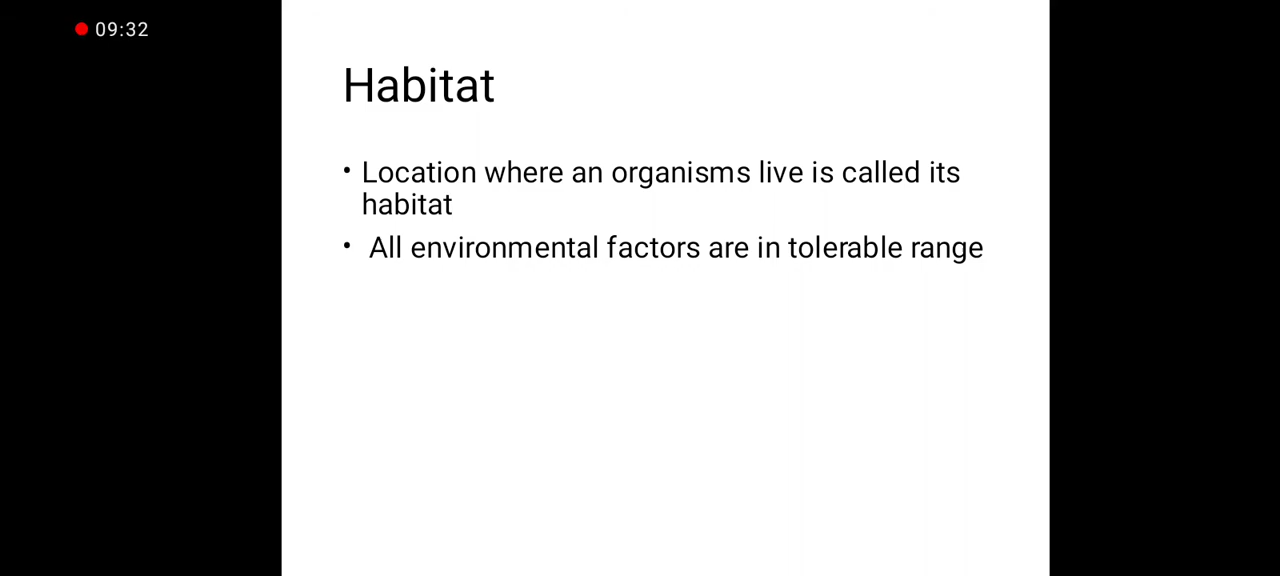 09:32
Habitat
• Location where an organisms live is called its
habitat
• All environmental factors are in tolerable range